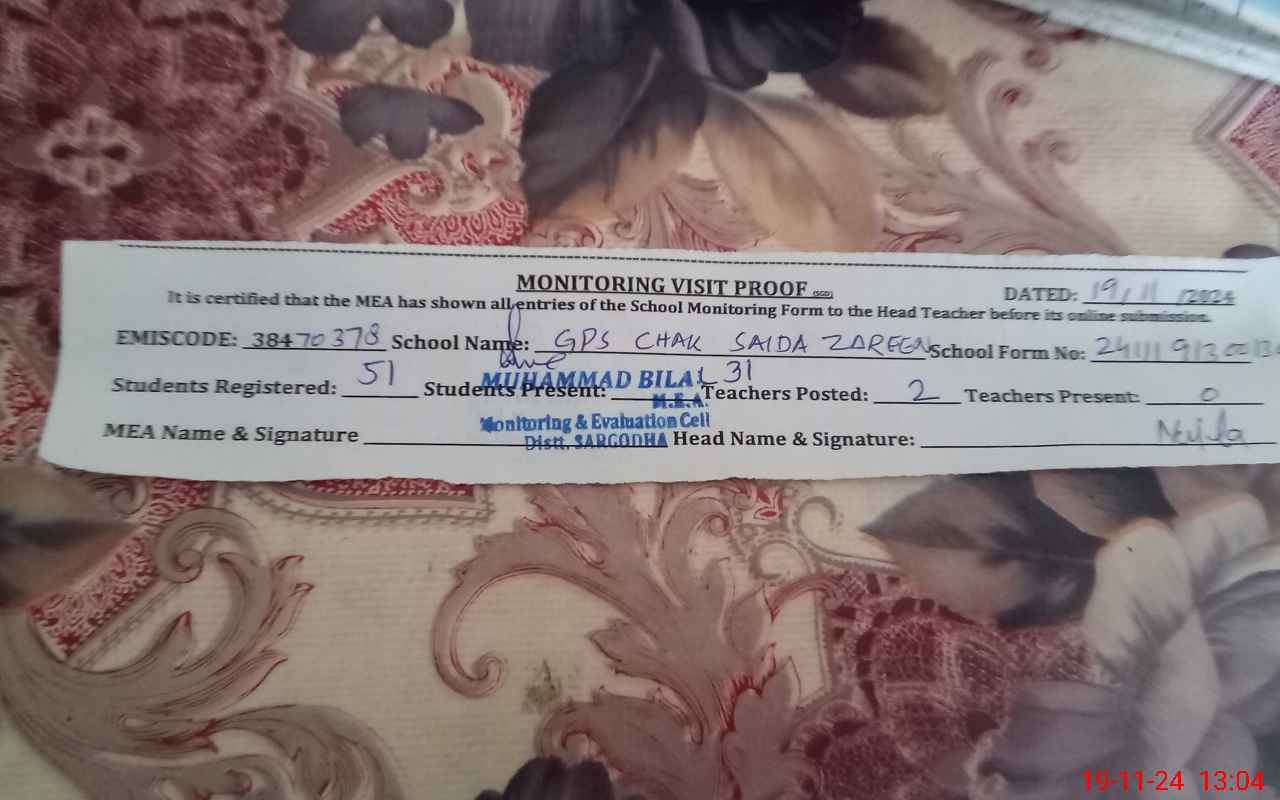 MONITORING VISIT PROOF (SGD)
DATED: 19/11/2024
It is certified that the MEA has shown all entries of the School Monitoring Form to the Head Teacher before its online submission.
EMISCODE: 38470378 School Name: GPS CHAK SAIDA ZAREEN School Form No:
Students Registered: 51 Students Present: 31 Teachers Posted: 2 Teachers Present: 0
MUHAMMAD BILAL
M.E.A.
Monitoring & Evaluation Cell
Distt. SARGODHA
MEA Name & Signature Head Name & Signature:
19-11-24 13:04